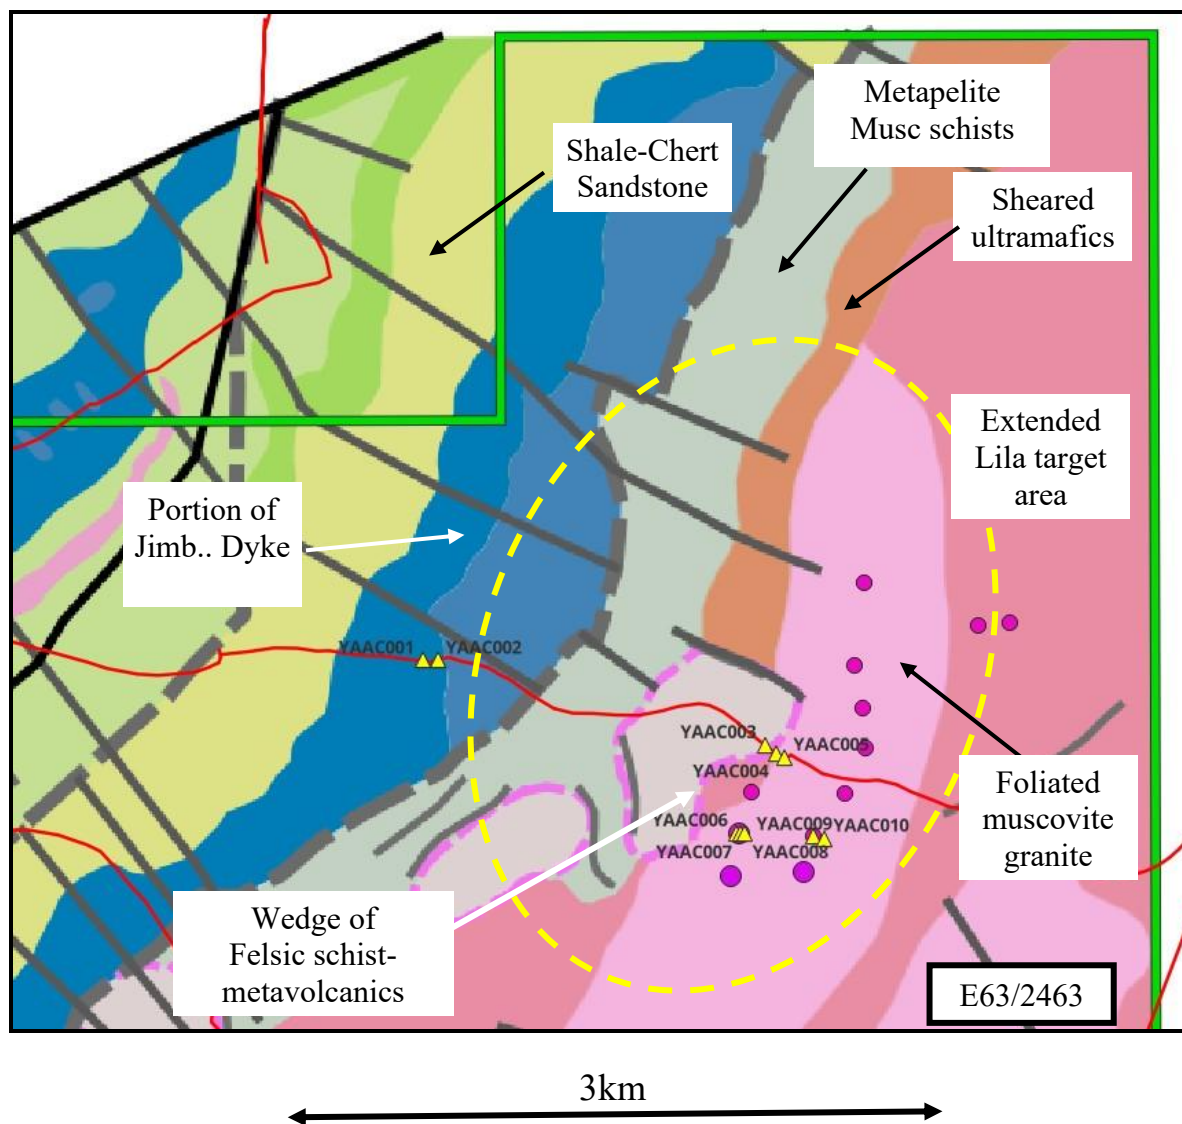 Metapelite
Musc schists
Shale-Chert
Sandstone
Sheared
ultramafics
Extended
Lila target
area
Portion of
Jimb.. Dyke
YAAC001
YAAC002
YAAC003
YAAC005
YAAC004
YAAC006
YAAC009
YAAC010
YAAC007
YAAC008
Foliated
muscovite
granite
Wedge of
Felsic schist-
metavolcanics
E63/2463
3km